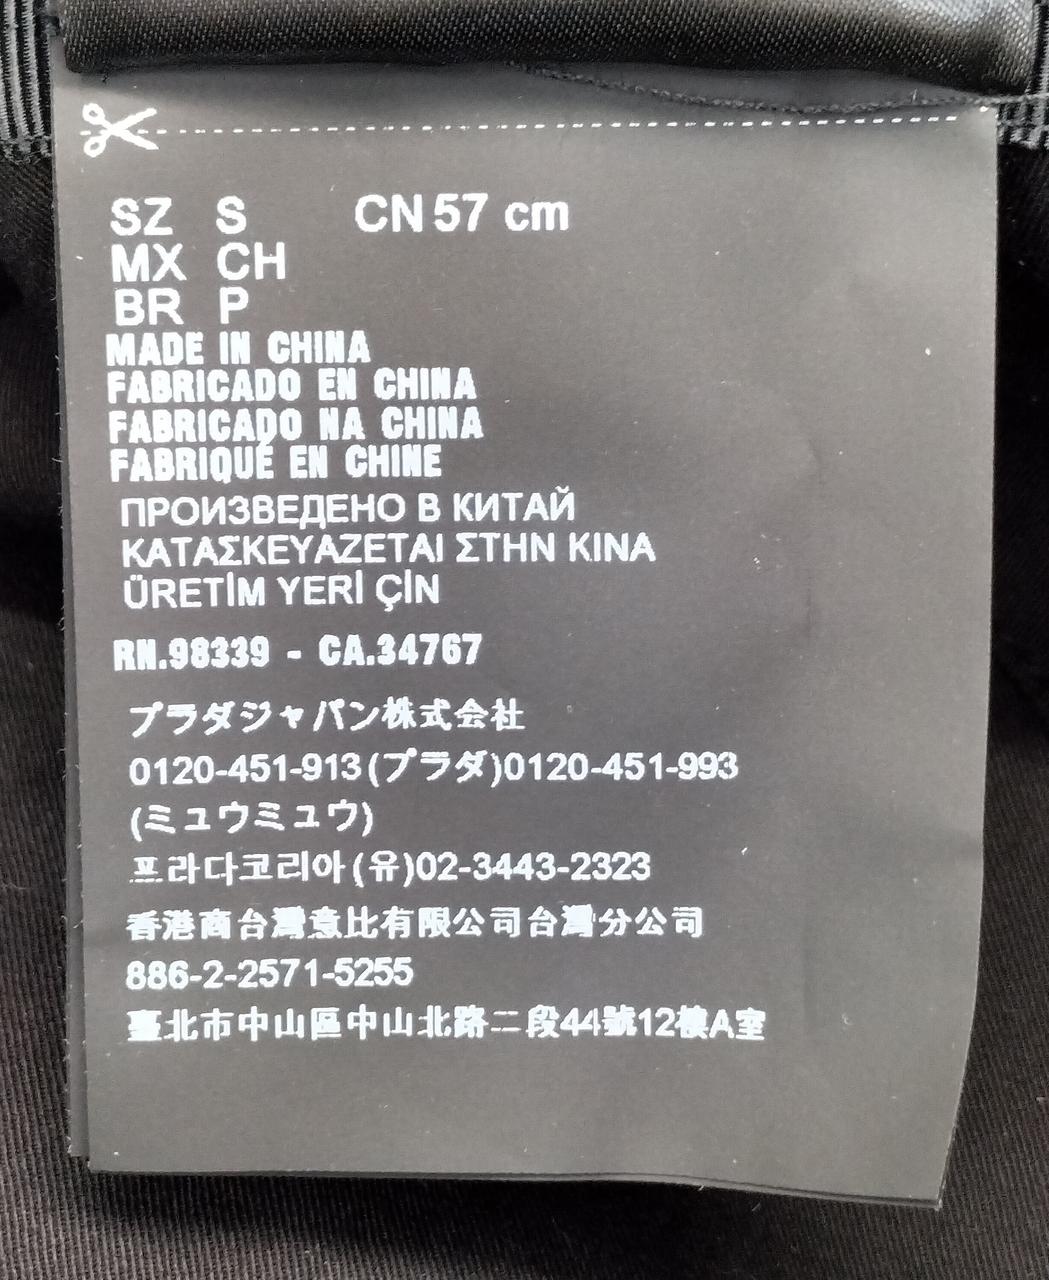 SZ S CN 57 cm
MX CH
BR P
MADE IN CHINA
FABRICADO EN CHINA
FABRICADO NA CHINA
FABRIQUÉ EN CHINE
ПРОИЗВЕДЕНО В КИТАЙ
ΚΑΤΑΣΚΕΥΑΖΕΤΑΙ ΣΤΗΝ ΚΙΝΑ
ÜRETİM YERİ ÇİN
RN.98339 - CA.34767
プラダジャパン株式会社
0120-451-913(プラダ)0120-451-993
(ミュウミュウ)
프라다코리아(유)02-3443-2323
香港商台灣意比有限公司台灣分公司
886-2-2571-5255
臺北市中山區中山北路二段44號12樓A室